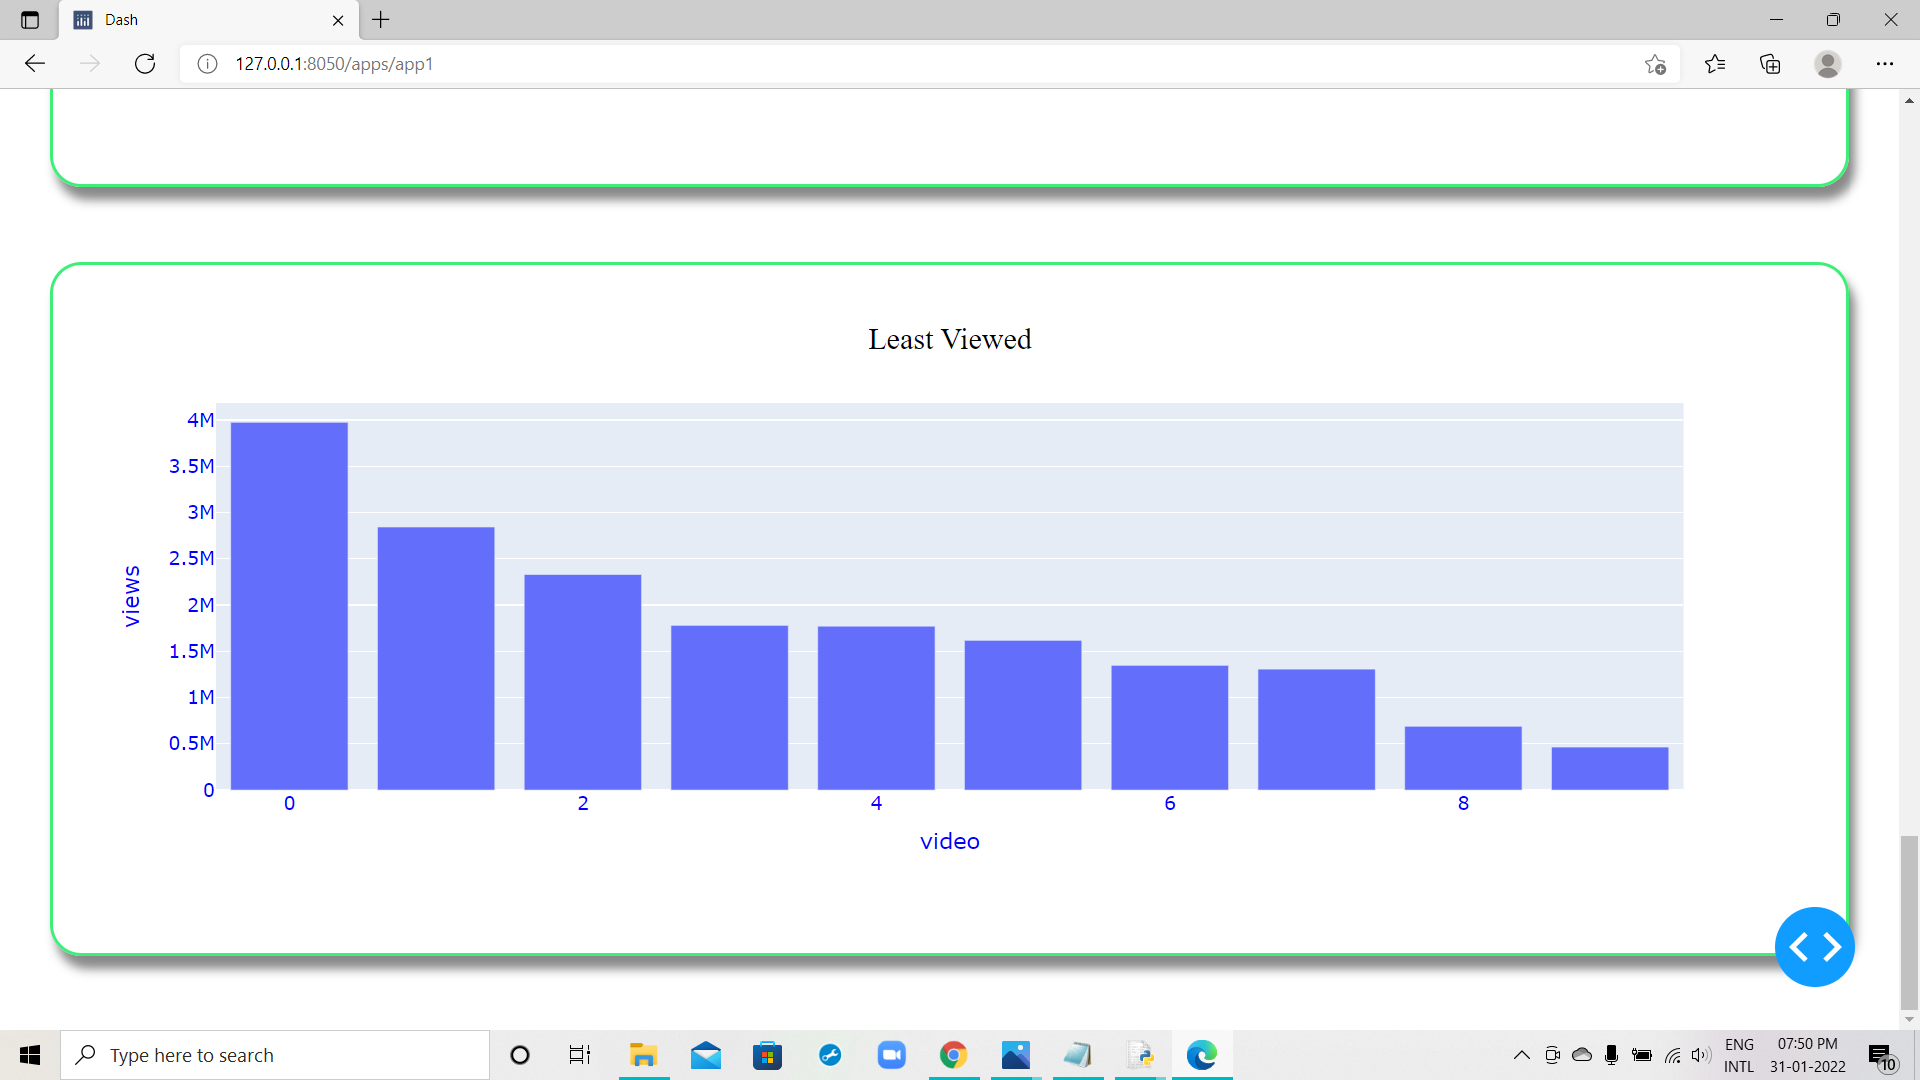 Dash
127.0.0.1:8050/apps/app1
Least Viewed
4M
3.5M
3M
2.5M
2M
1.5M
1M
0.5M
0
views
0 2 4 6 8
video
Type here to search
ENG
INTL
07:50 PM
31-01-2022
10